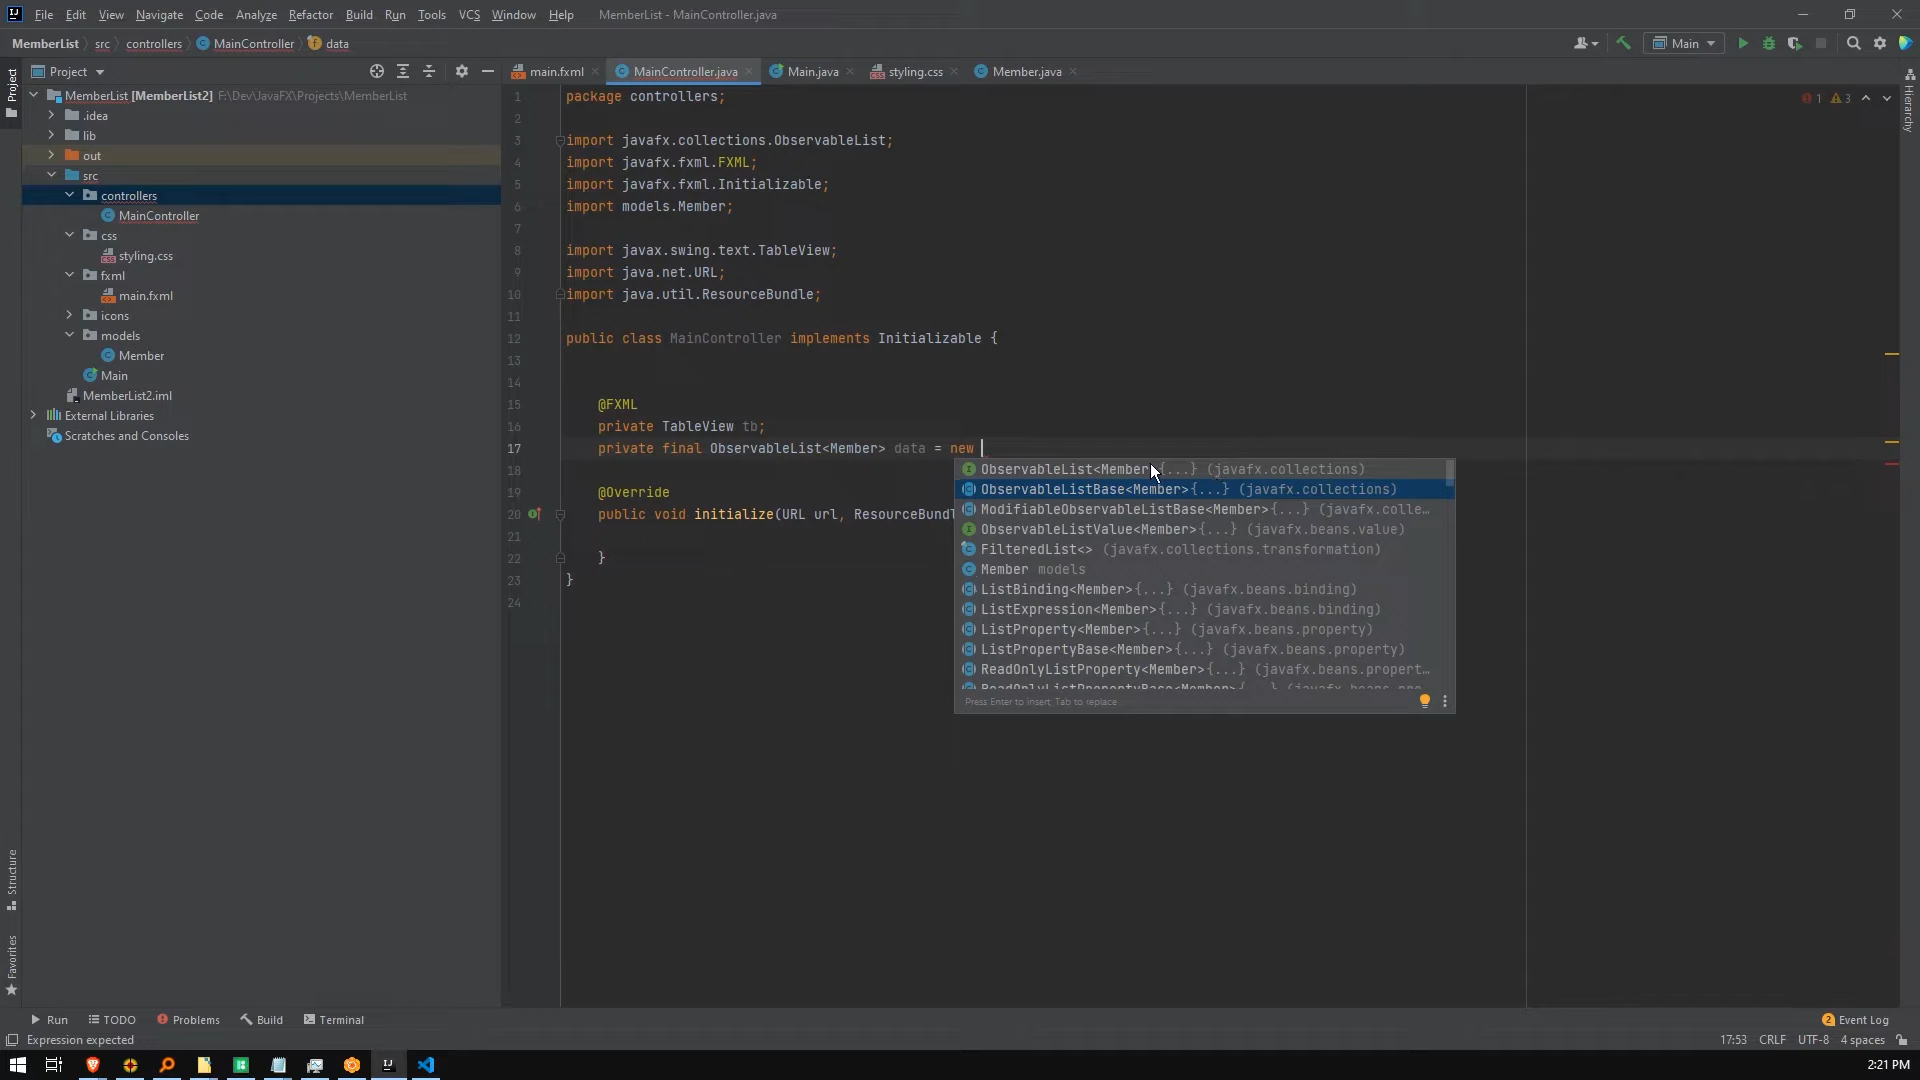 File Edit View Navigate Code Analyze Refactor Build Run Tools VCS Window Help MemberList - MainController.java
MemberList src controllers MainController data Main
Project
Project
main.fxml MainController.java Main.java styling.css Member.java
MemberList [MemberList2] F:\Dev\JavaFX\Projects\MemberList
.idea
lib
out
src
controllers
MainController
css
styling.css
fxml
main.fxml
icons
models
Member
Main
MemberList2.iml
External Libraries
Scratches and Consoles
Structure
Favorites
Hierarchy
1 3
1 package controllers;
2
3 import javafx.collections.ObservableList;
4 import javafx.fxml.FXML;
5 import javafx.fxml.Initializable;
6 import models.Member;
7
8 import javax.swing.text.TableView;
9 import java.net.URL;
10 import java.util.ResourceBundle;
11
12 public class MainController implements Initializable {
13
14
15 @FXML
16 private TableView tb;
17 private final ObservableList<Member> data = new
18
19 @Override
20 public void initialize(URL url, ResourceBundl
21
22 }
23 }
24
ObservableList<Member {...} (javafx.collections)
ObservableListBase<Member>{...} (javafx.collections)
ModifiableObservableListBase<Member>{...} (javafx.colle…
ObservableListValue<Member>{...} (javafx.beans.value)
FilteredList<> (javafx.collections.transformation)
Member models
ListBinding<Member>{...} (javafx.beans.binding)
ListExpression<Member>{...} (javafx.beans.binding)
ListProperty<Member>{...} (javafx.beans.property)
ListPropertyBase<Member>{...} (javafx.beans.property)
ReadOnlyListProperty<Member>{...} (javafx.beans.propert…
Press Enter to insert, Tab to replace
Run TODO Problems Build Terminal 2 Event Log
Expression expected 17:53 CRLF UTF-8 4 spaces
2:21 PM